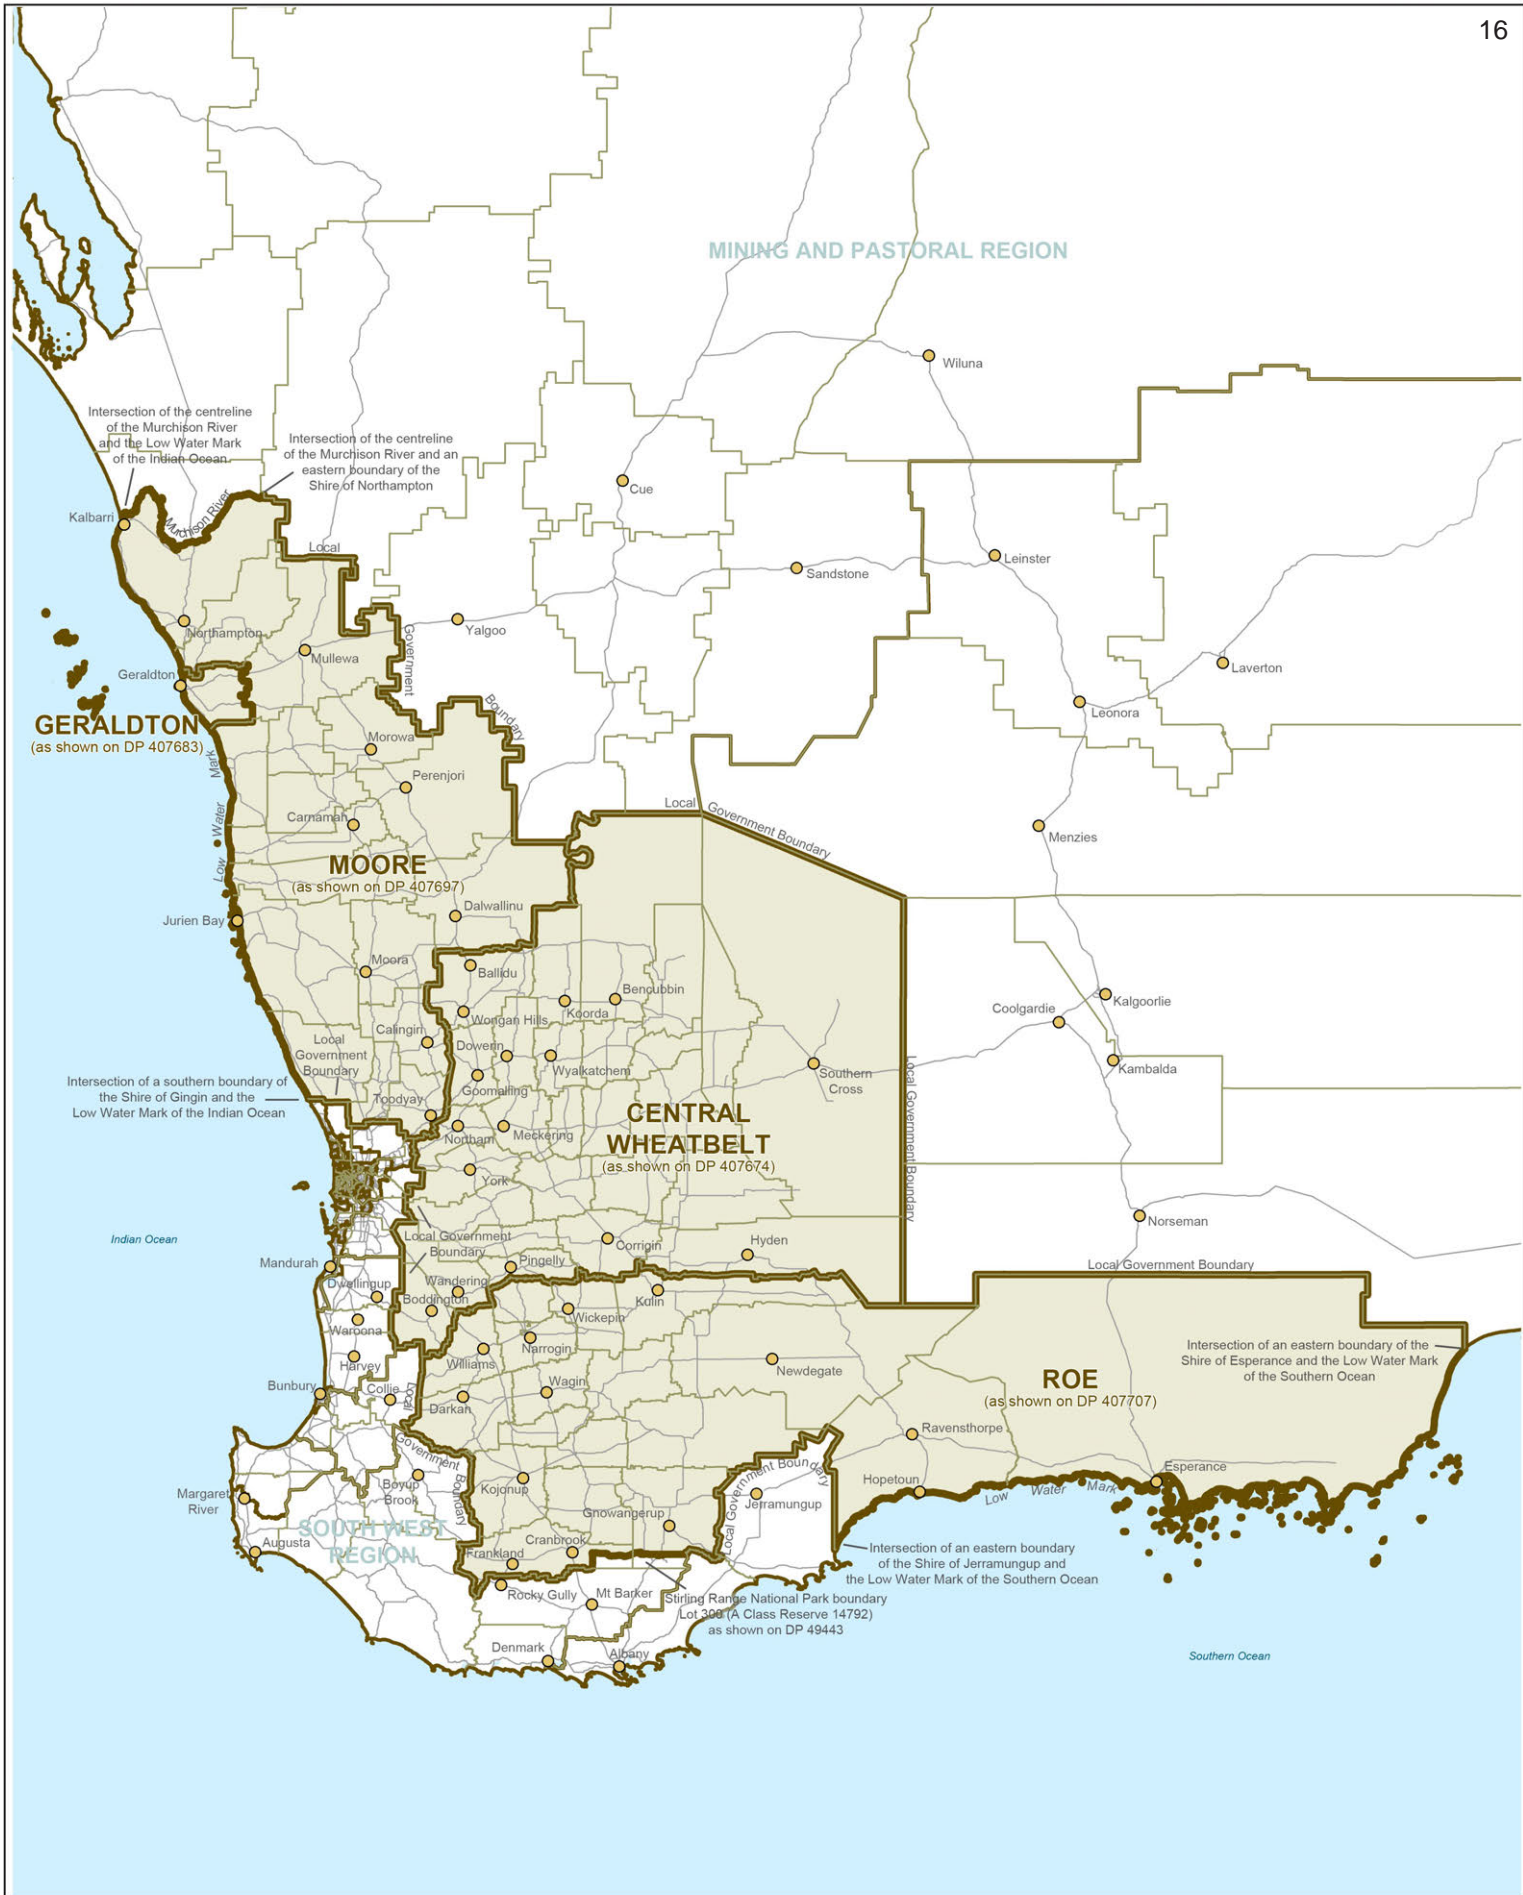 16
MINING AND PASTORAL REGION
Wiluna
Intersection of the centreline
of the Murchison River
and the Low Water Mark
of the Indian Ocean
Intersection of the centreline
of the Murchison River and an
eastern boundary of the
Shire of Northampton
Cue
Kalbarri
Murchison River
Local
Leinster
Sandstone
Northampton
Yalgoo
Government
Mullewa
Laverton
Geraldton
Leonora
Boundary
GERALDTON
(as shown on DP 407683)
Morowa
Mark
Perenjori
Water
Low
Carnamah
Local
Government Boundary
Menzies
MOORE
(as shown on DP 407697)
Dalwallinu
Jurien Bay
Moora
Ballidu
Bencubbin
Koorda
Wongan Hills
Kalgoorlie
Coolgardie
Calingiri
Local
Government
Boundary
Dowerin
Wyalkatchem
Kambalda
Southern
Cross
Local Government Boundary
Goomalling
Intersection of a southern boundary of
the Shire of Gingin and the
Low Water Mark of the Indian Ocean
Toodyay
CENTRAL
WHEATBELT
(as shown on DP 407674)
Northam
Meckering
York
Norseman
Indian Ocean
Local Government
Boundary
Corrigin
Hyden
Mandurah
Pingelly
Local Government Boundary
Dwellingup
Wandering
Boddington
Kulin
Wickepin
Waroona
Narrogin
Intersection of an eastern boundary of the
Shire of Esperance and the Low Water Mark
of the Southern Ocean
Harvey
Williams
Newdegate
ROE
(as shown on DP 407707)
Bunbury
Collie
Local
Wagin
Darkan
Ravensthorpe
Government
Boundary
Local Government Boundary
Esperance
Hopetoun
Low Water Mark
Boyup
Brook
Kojonup
Margaret
River
Jerramungup
Gnowangerup
SOUTH WEST
REGION
Augusta
Cranbrook
Frankland
Intersection of an eastern boundary
of the Shire of Jerramungup and
the Low Water Mark of the Southern Ocean
Rocky Gully
Mt Barker
Stirling Range National Park boundary
Lot 300 (A Class Reserve 14792)
as shown on DP 49443
Denmark
Albany
Southern Ocean